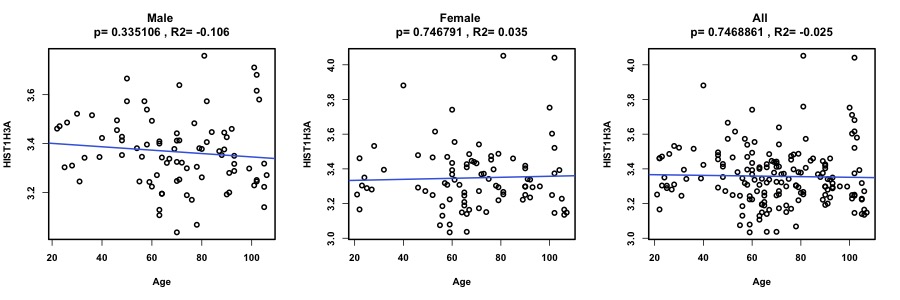 Male
p= 0.335106 , R2= -0.106
HIST1H3A
3.6
3.4
3.2
20 40 60 80 100
Age
Female
p= 0.746791 , R2= 0.035
HIST1H3A
4.0
3.8
3.6
3.4
3.2
3.0
20 40 60 80 100
Age
All
p= 0.7468861 , R2= -0.025
HIST1H3A
4.0
3.8
3.6
3.4
3.2
3.0
20 40 60 80 100
Age